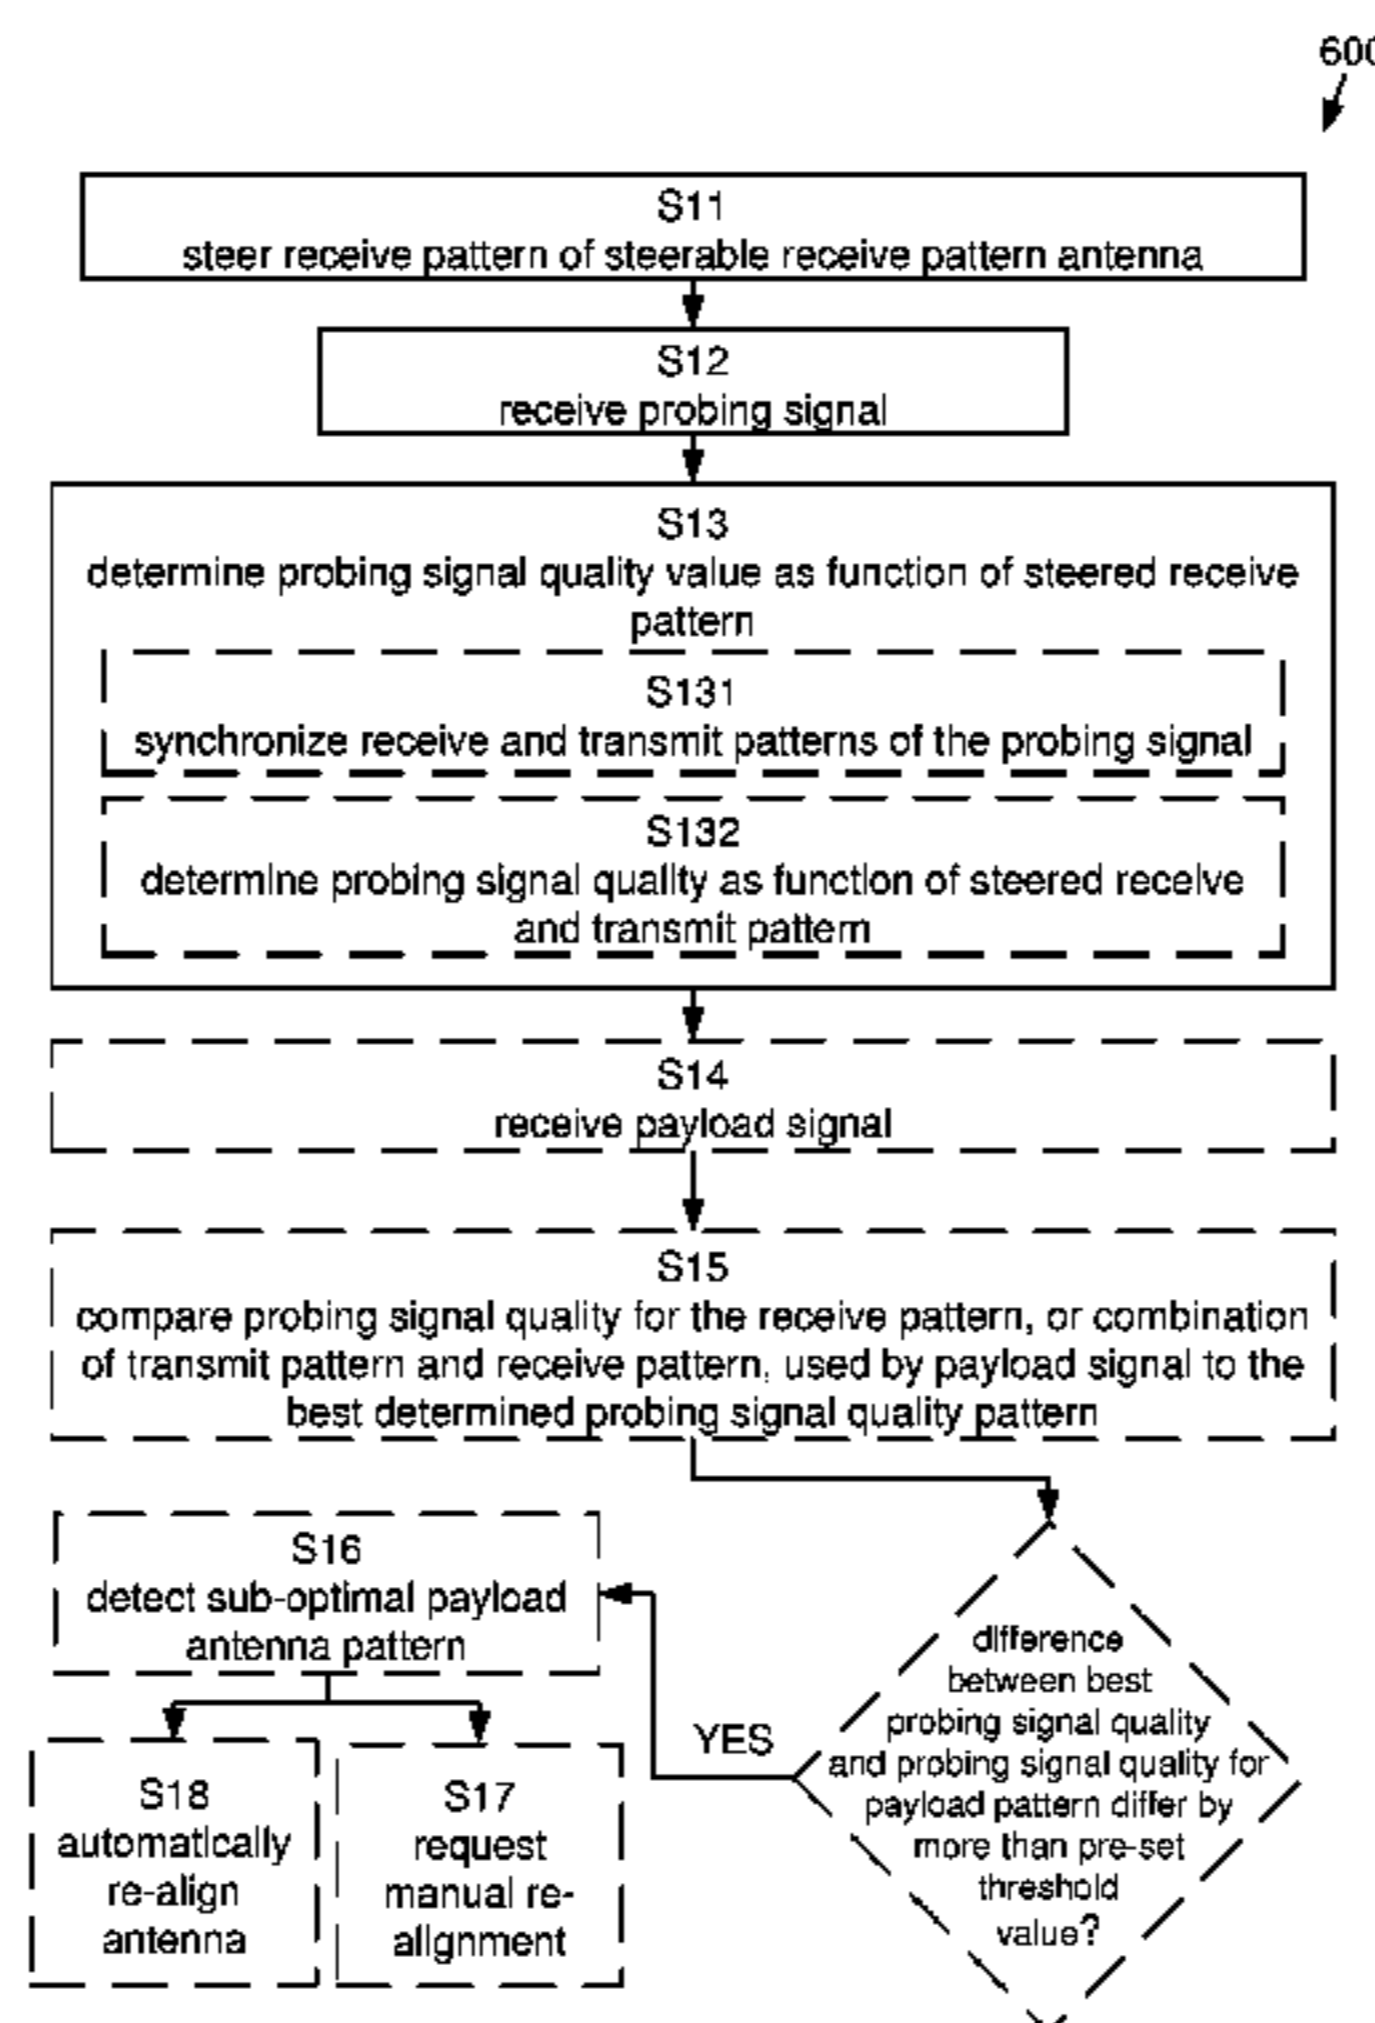 600
S11
steer receive pattern of steerable receive pattern antenna
S12
receive probing signal
S13
determine probing signal quality value as function of steered receive
pattern
S131
synchronize receive and transmit patterns of the probing signal
S132
determine probing signal quality as function of steered receive
and transmit pattern
S14
receive payload signal
S15
compare probing signal quality for the receive pattern, or combination
of transmit pattern and receive pattern, used by payload signal to the
best determined probing signal quality pattern
difference
between best
probing signal quality
and probing signal quality for
payload pattern differ by
more than pre-set
threshold
value?
YES
S16
detect sub-optimal payload
antenna pattern
S18
automatically
re-align
antenna
S17
request
manual re-
alignment